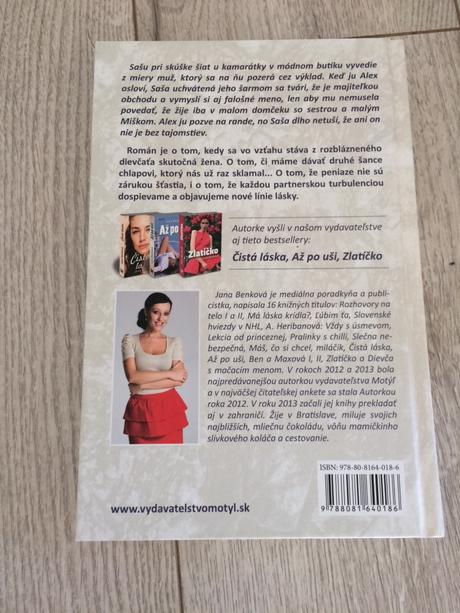 Sašu pri skúške šiat u kamarátky v módnom butiku vyvedie
z miery muž, ktorý sa na ňu pozerá cez výklad. Keď ju Alex
osloví, Saša uchvátená jeho šarmom sa tvári, že je majiteľkou
obchodu a vymyslí si aj falošné meno, len aby mu nemusela
povedať, že žije iba v malom domčeku so sestrou a malým
Miškom. Alex ju pozve na rande, no Saša dlho netuší, že ani on
nie je bez tajomstiev.
Román je o tom, kedy sa vo vzťahu stáva z rozblázneného
dievčaťa skutočná žena. O tom, či máme dávať druhé šance
chlapovi, ktorý nás už raz sklamal... O tom, že peniaze nie sú
zárukou šťastia, i o tom, že každou partnerskou turbulenciou
dospievame a objavujeme nové línie lásky.
Čistá
Až po
Zlatíčko
Autorke vyšli v našom vydavateľstve
aj tieto bestsellery:
Čistá láska, Až po uši, Zlatíčko
Jana Benková je mediálna poradkyňa a publi-
cistka, napísala 16 knižných titulov: Rozhovory na
telo I a II, Má láska krídla?, Ľúbim ťa, Slovenské
hviezdy v NHL, A. Heribanová: Vždy s úsmevom,
Lekcia od princeznej, Pralinky s chilli, Slečna ne-
bezpečná, Máš, čo si chcel, miláčik, Čistá láska,
Až po uši, Ben a Maxová I, II, Zlatíčko a Dievča
s mačacím menom. V rokoch 2012 a 2013 bola
najpredávanejšou autorkou vydavateľstva Motýľ
a v najväčšej čitateľskej ankete sa stala Autorkou
roka 2012. V roku 2013 začali jej knihy prekladať
aj v zahraničí. Žije v Bratislave, miluje svojich
najbližších, mliečnu čokoládu, vôňu mamičkinho
slivkového koláča a cestovanie.
ISBN: 978-80-8164-018-6
9 788081 640186
www.vydavatelstvomotyl.sk